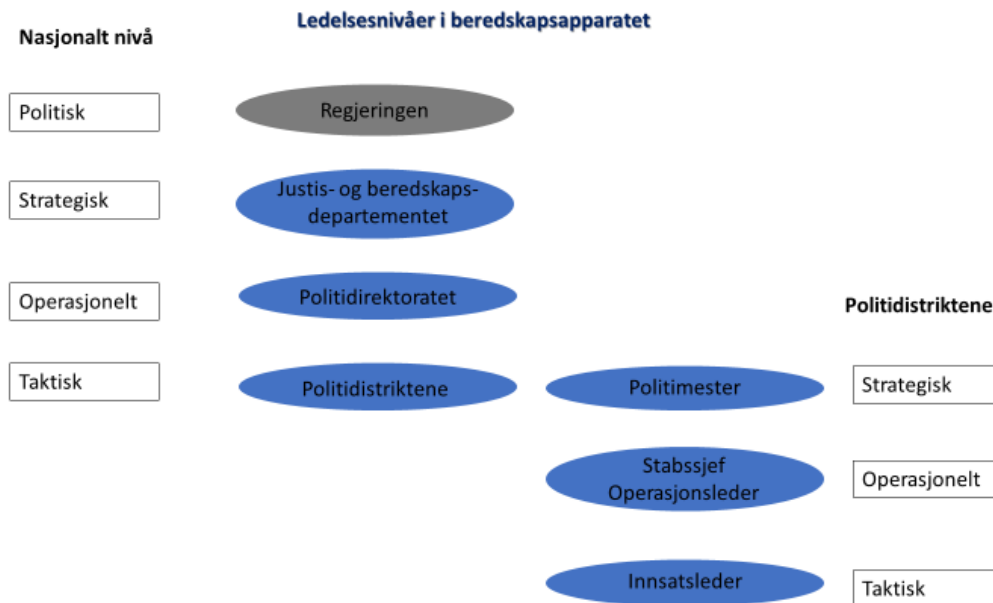 Ledelsesnivåer i beredskapsapparatet
Nasjonalt nivå
Politisk
Regjeringen
Strategisk
Justis- og beredskaps-
departementet
Operasjonelt
Politidirektoratet
Politidistriktene
Taktisk
Politidistriktene
Politimester
Strategisk
Stabssjef
Operasjonsleder
Operasjonelt
Innsatsleder
Taktisk